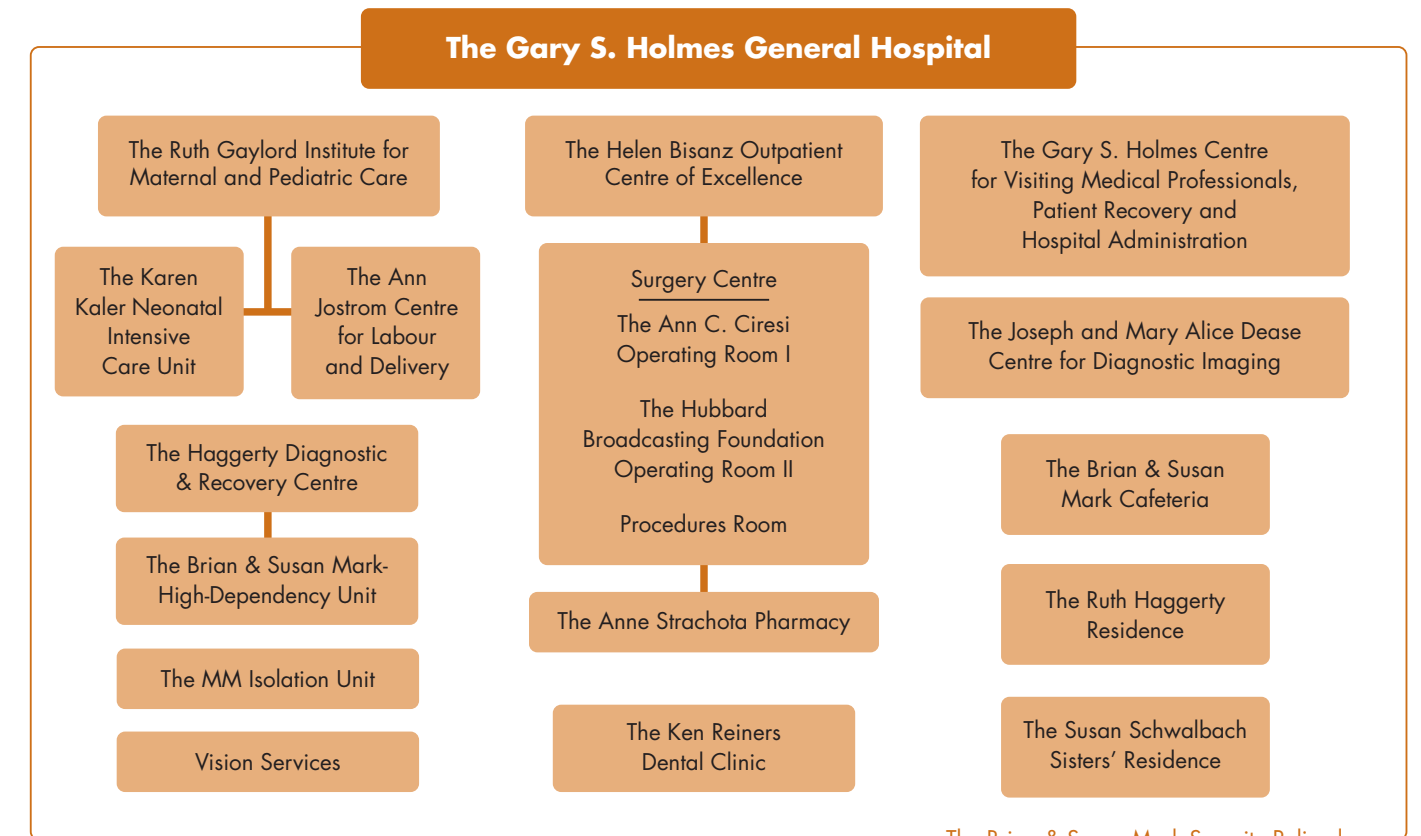 The Gary S. Holmes General Hospital
The Ruth Gaylord Institute for
Maternal and Pediatric Care
The Karen
Kaler Neonatal
Intensive
Care Unit
The Ann
Jostrom Centre
for Labour
and Delivery
The Haggerty Diagnostic
& Recovery Centre
The Brian & Susan Mark-
High-Dependency Unit
The MM Isolation Unit
Vision Services
The Helen Bisanz Outpatient
Centre of Excellence
Surgery Centre
The Ann C. Ciresi
Operating Room I
The Hubbard
Broadcasting Foundation
Operating Room II
Procedures Room
The Anne Strachota Pharmacy
The Ken Reiners
Dental Clinic
The Gary S. Holmes Centre
for Visiting Medical Professionals,
Patient Recovery and
Hospital Administration
The Joseph and Mary Alice Dease
Centre for Diagnostic Imaging
The Brian & Susan
Mark Cafeteria
The Ruth Haggerty
Residence
The Susan Schwalbach
Sisters’ Residence